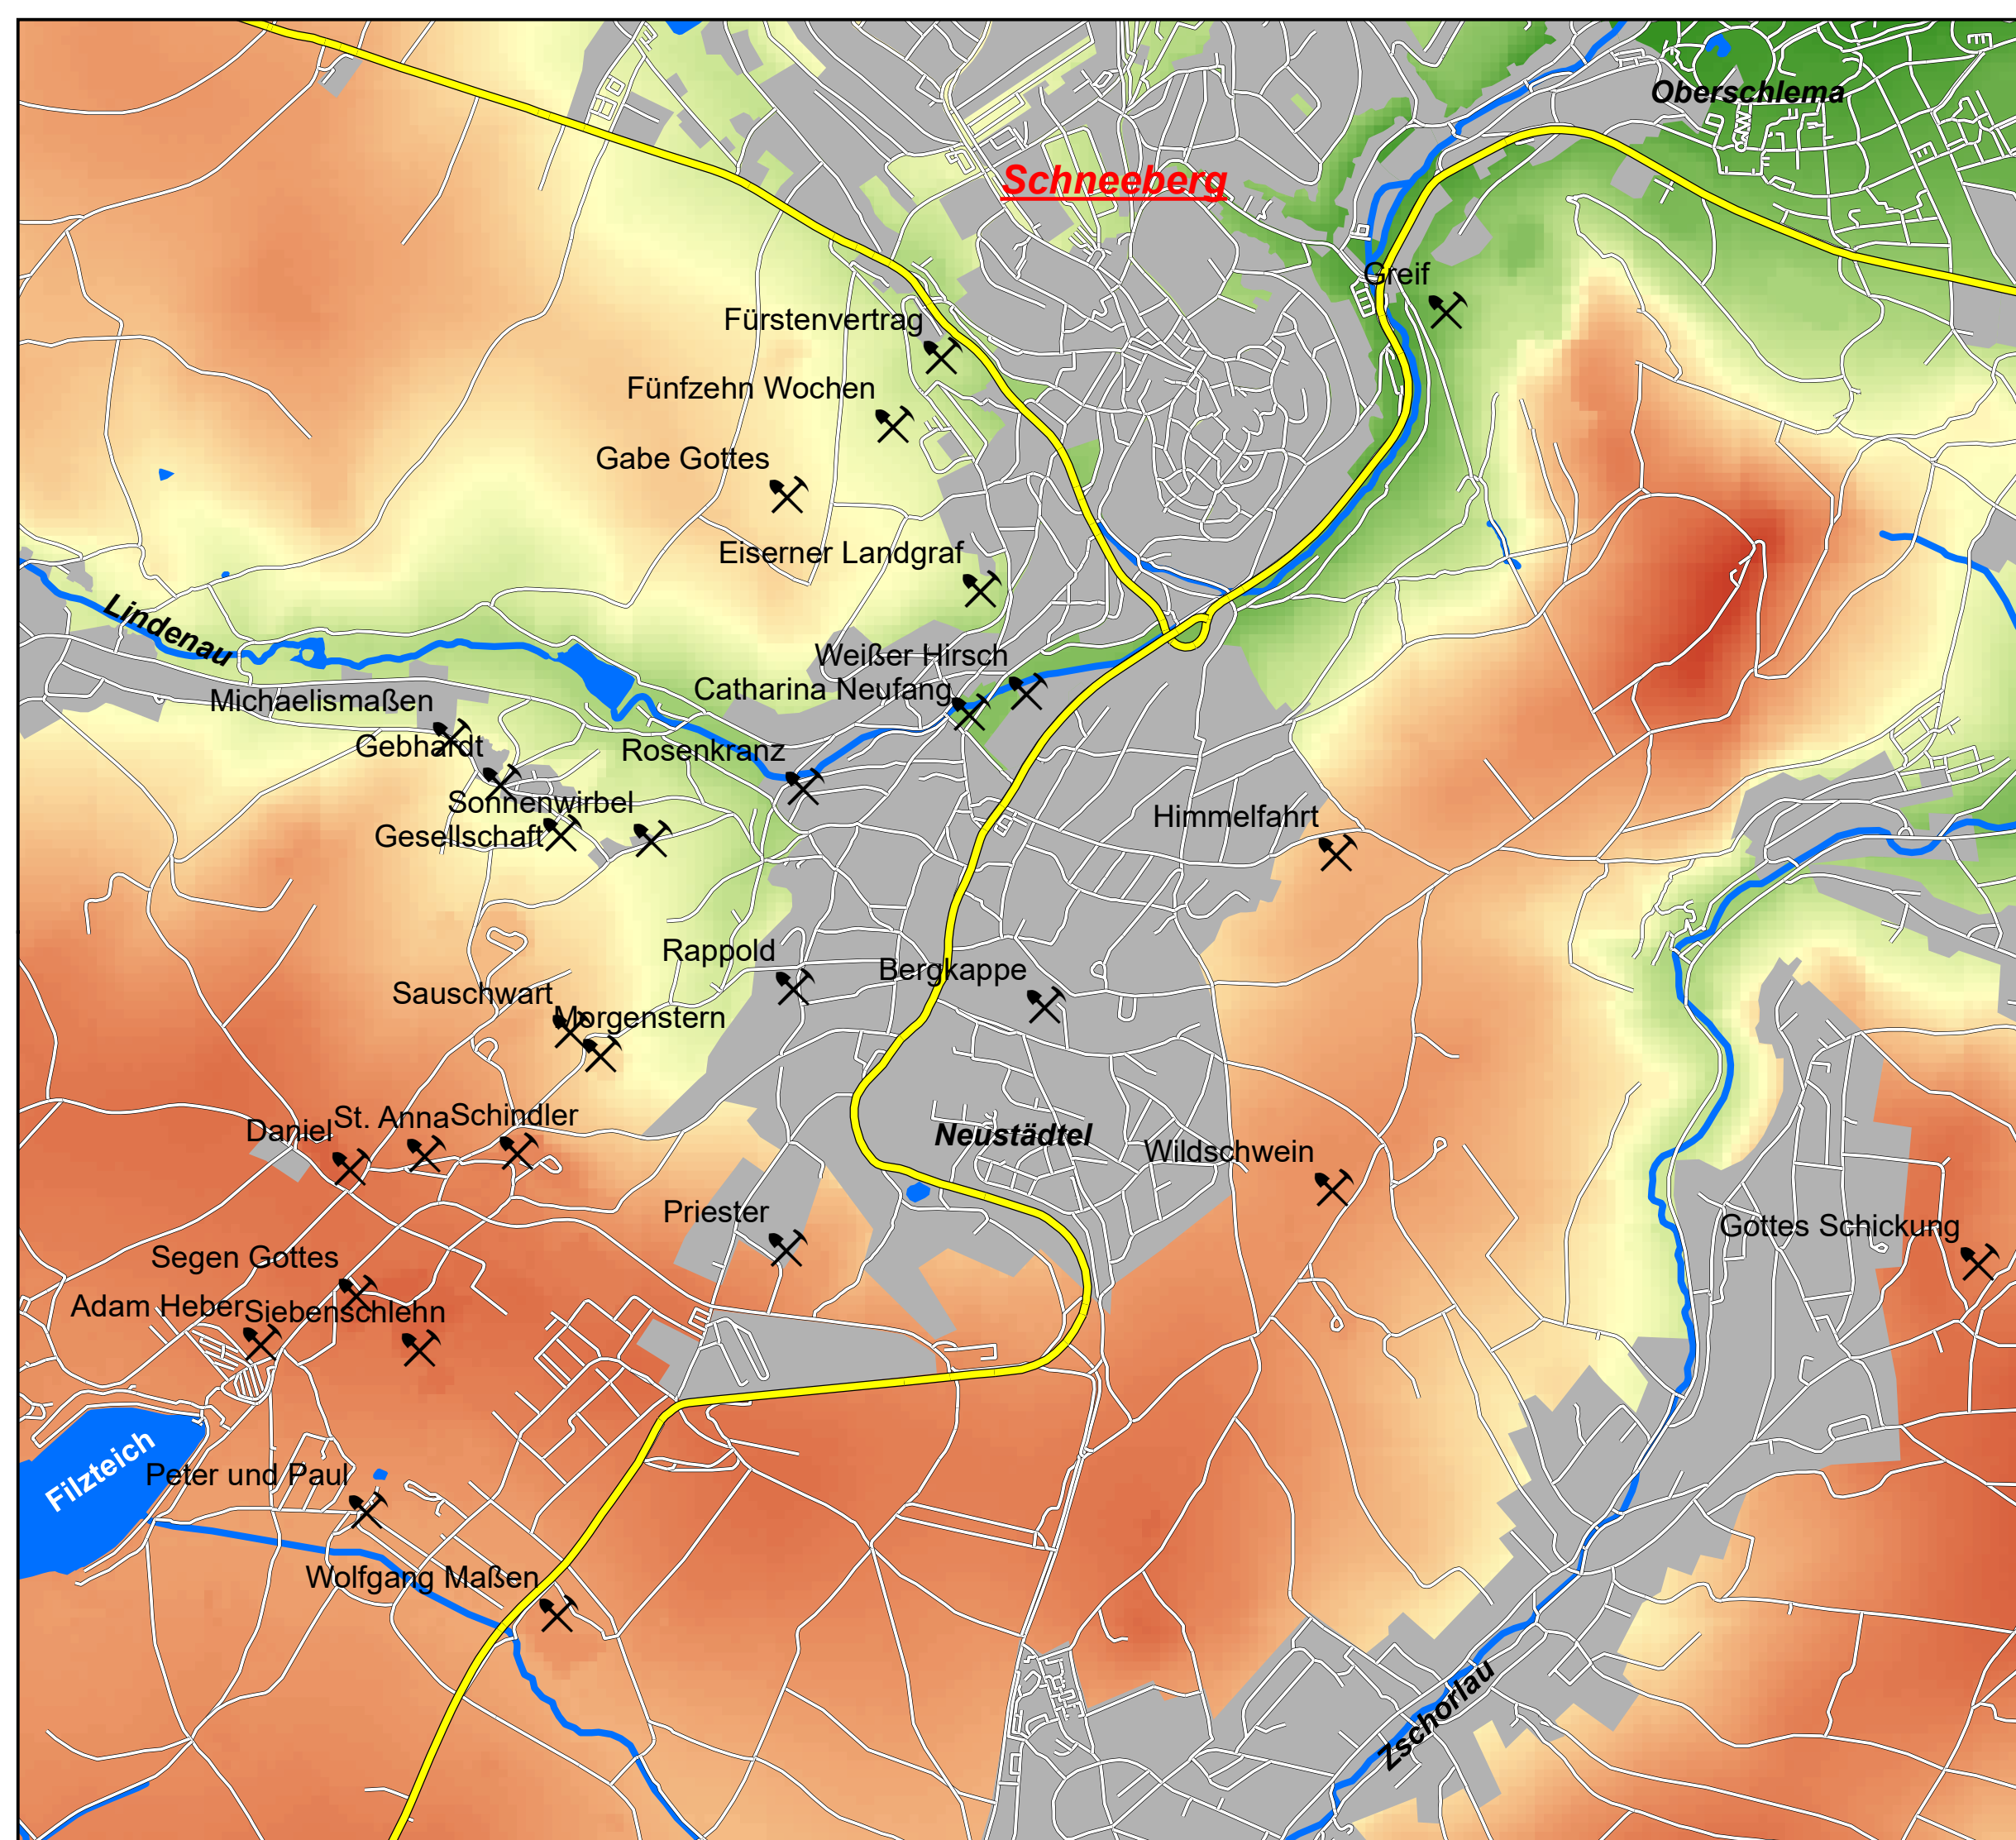 Oberschlema
Schneeberg
Greif
Fürstenvertrag
Fünfzehn Wochen
Gabe Gottes
Eiserner Landgraf
Lindenau
Weißer Hirsch
Catharina Neufang
Michaelismaßen
Gebhardt
Rosenkranz
Sonnenwirbel
Gesellschaft
Himmelfahrt
Rappold
Bergkappe
Sauschwart
Morgenstern
Daniel
St. Anna
Schindler
Neustädtel
Wildschwein
Priester
Gottes Schickung
Segen Gottes
Adam Heber
Siebenschlehn
Filzteich
Peter und Paul
Wolfgang Maßen
Zschorlau